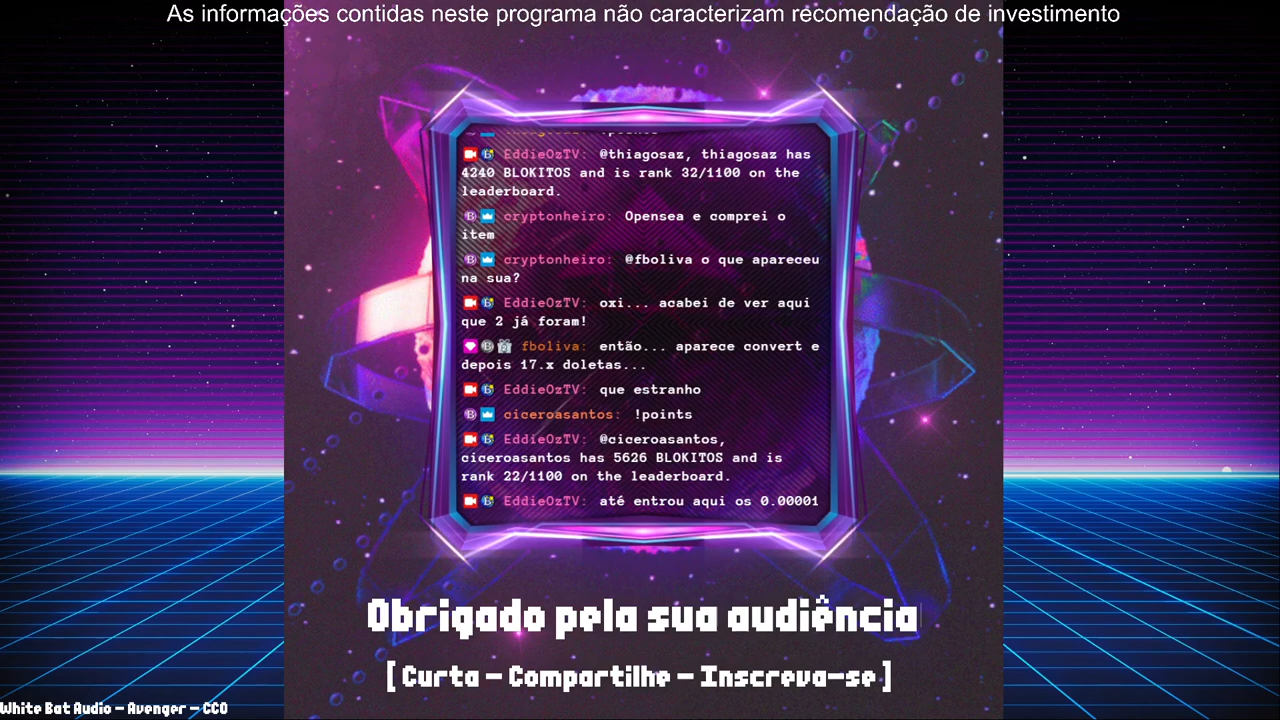 As informações contidas neste programa não caracterizam recomendação de investimento
EddieOzTV: @thiagosaz, thiagosaz has
4240 BLOKITOS and is rank 32/1100 on the
leaderboard.
cryptonheiro: Opensea e comprei o
item
cryptonheiro: @fboliva o que apareceu
na sua?
EddieOzTV: oxi... acabei de ver aqui
que 2 já foram!
fboliva: então... aparece convert e
depois 17.x doletas...
EddieOzTV: que estranho
ciceroasantos: !points
EddieOzTV: @ciceroasantos,
ciceroasantos has 5626 BLOKITOS and is
rank 22/1100 on the leaderboard.
EddieOzTV: até entrou aqui os 0.00001
Obrigado pela sua audiência
[ Curta - Compartilhe - Inscreva-se ]
White Bat Audio - Avenger - CC0